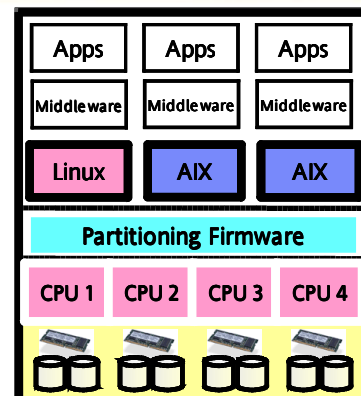 Apps Apps Apps
Middleware Middleware Middleware
Linux AIX AIX
Partitioning Firmware
CPU 1 CPU 2 CPU 3 CPU 4